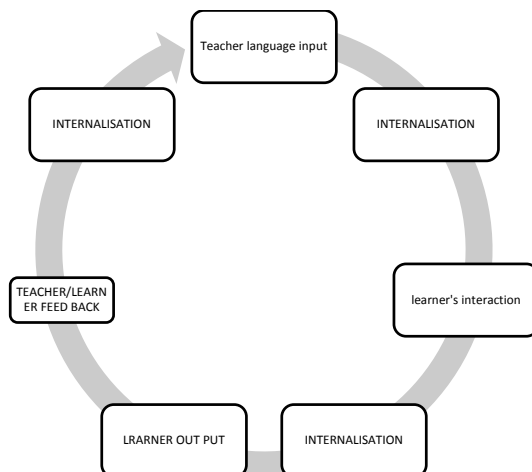 Teacher language input
INTERNALISATION
learner's interaction
INTERNALISATION
LRARNER OUT PUT
TEACHER/LEARN
ER FEED BACK
INTERNALISATION